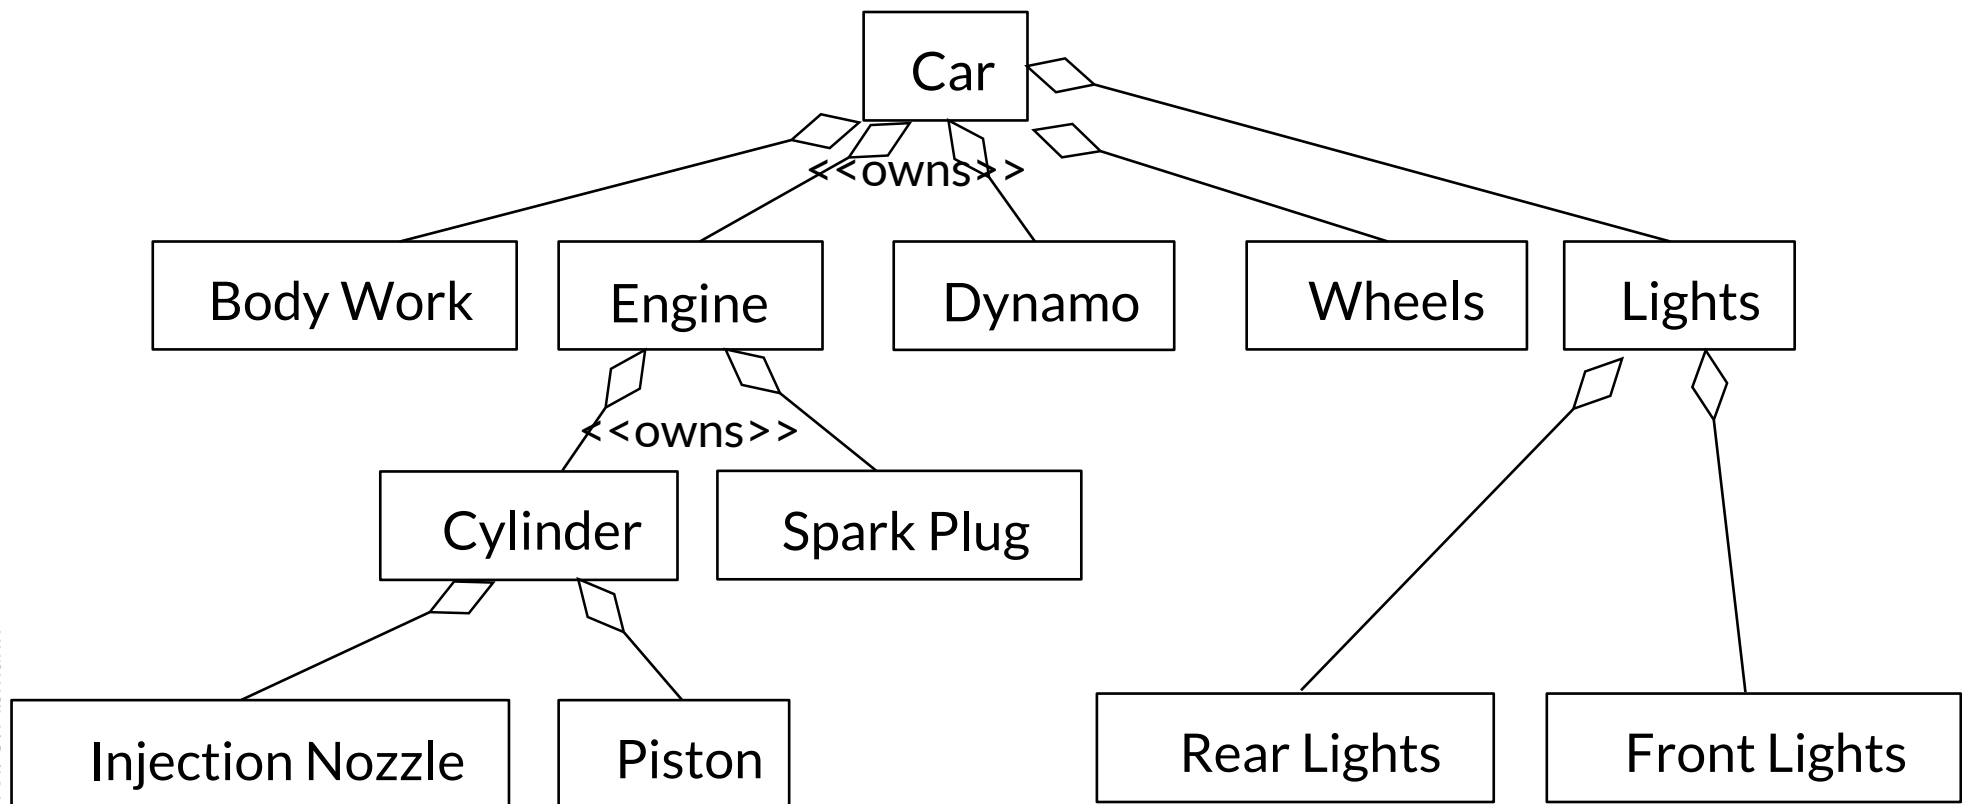 Car
<<owns>>
Body Work
Engine
Dynamo
Wheels
Lights
<<owns>>
Cylinder
Spark Plug
Injection Nozzle
Piston
Rear Lights
Front Lights